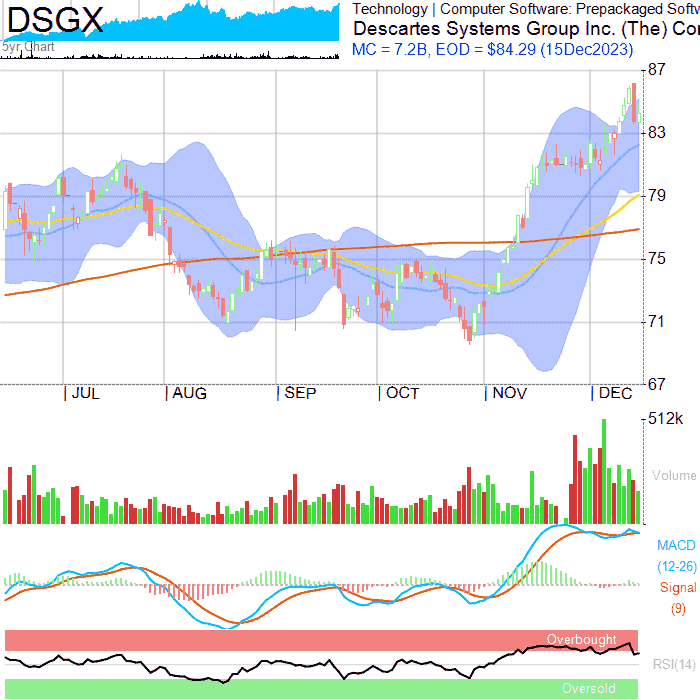 DSGX
5yr. Chart
Technology | Computer Software: Prepackaged Softw
Descartes Systems Group Inc. (The) Con
MC = 7.2B, EOD = $84.29 (15Dec2023)
87
83
79
75
71
67
JUL
AUG
SEP
OCT
NOV
DEC
512k
Volume
MACD
(12-26)
Signal
(9)
Overbought
RSI(14)
Oversold